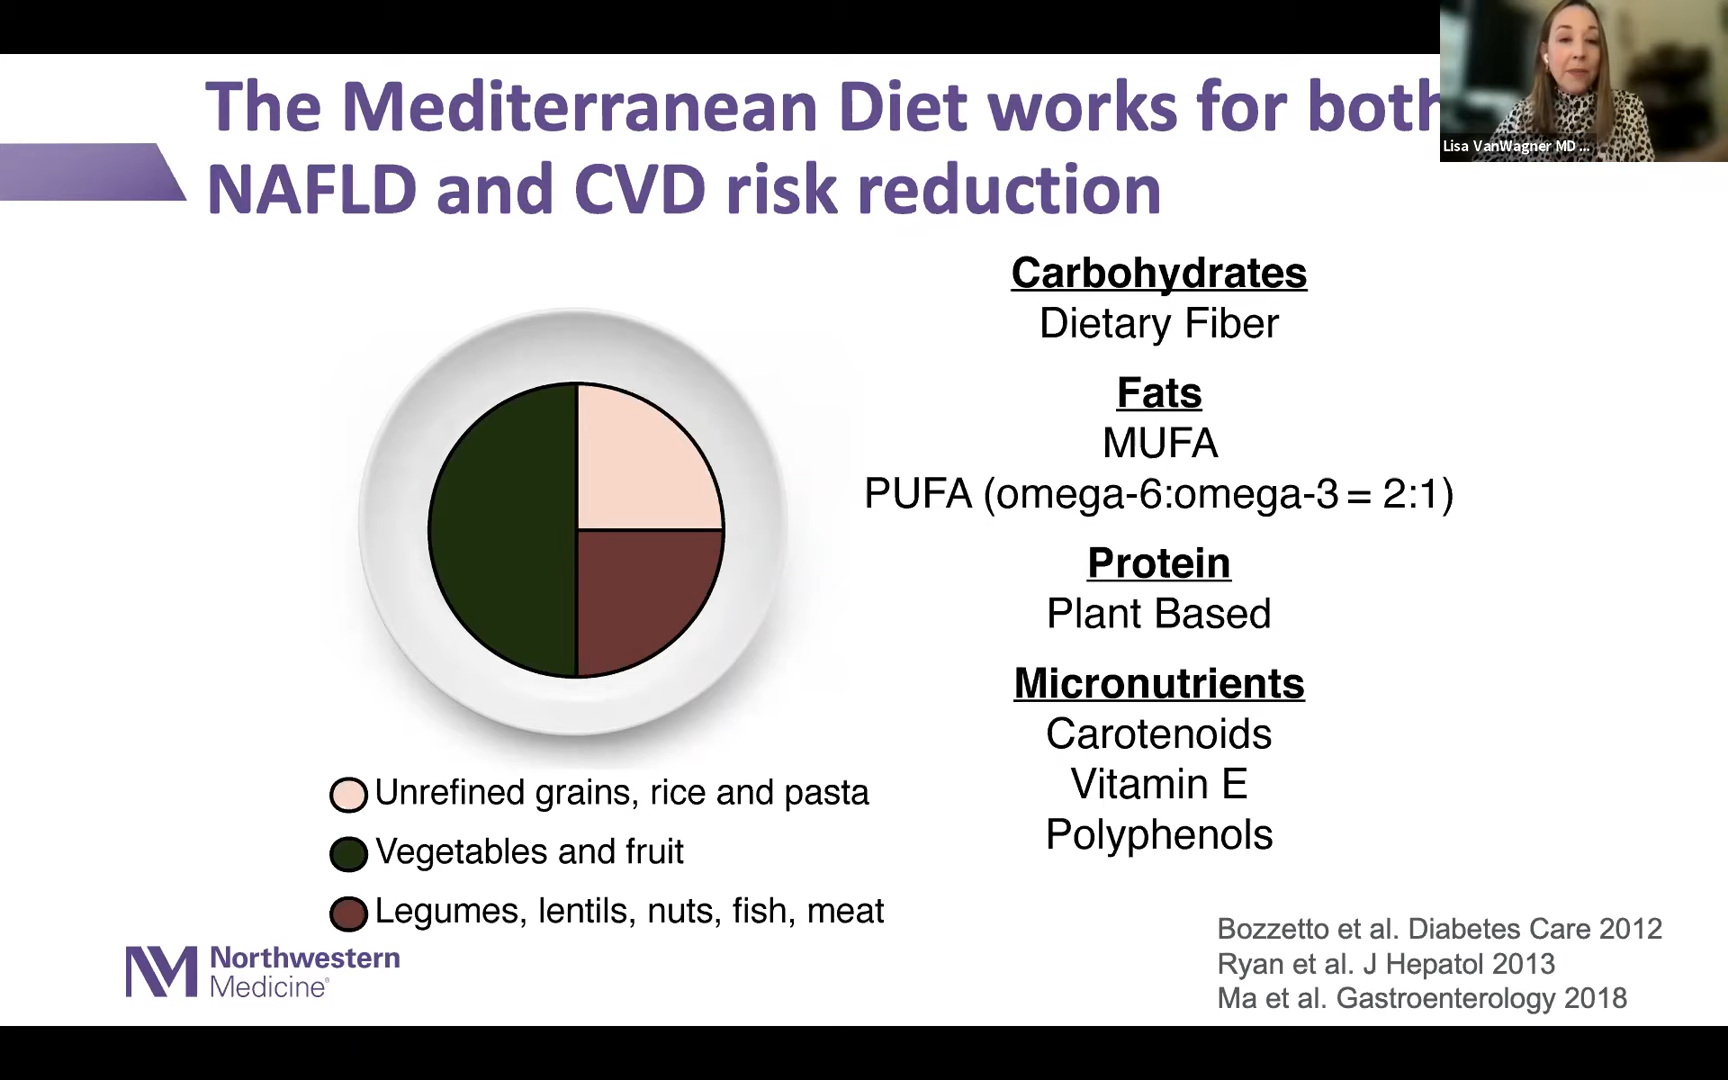 The Mediterranean Diet works for both
NAFLD and CVD risk reduction
Lisa VanWagner MD ...
Carbohydrates
Dietary Fiber
Fats
MUFA
PUFA (omega-6:omega-3 = 2:1)
Protein
Plant Based
Micronutrients
Carotenoids
Vitamin E
Polyphenols
Unrefined grains, rice and pasta
Vegetables and fruit
Legumes, lentils, nuts, fish, meat
Northwestern
Medicine®
Bozzetto et al. Diabetes Care 2012
Ryan et al. J Hepatol 2013
Ma et al. Gastroenterology 2018